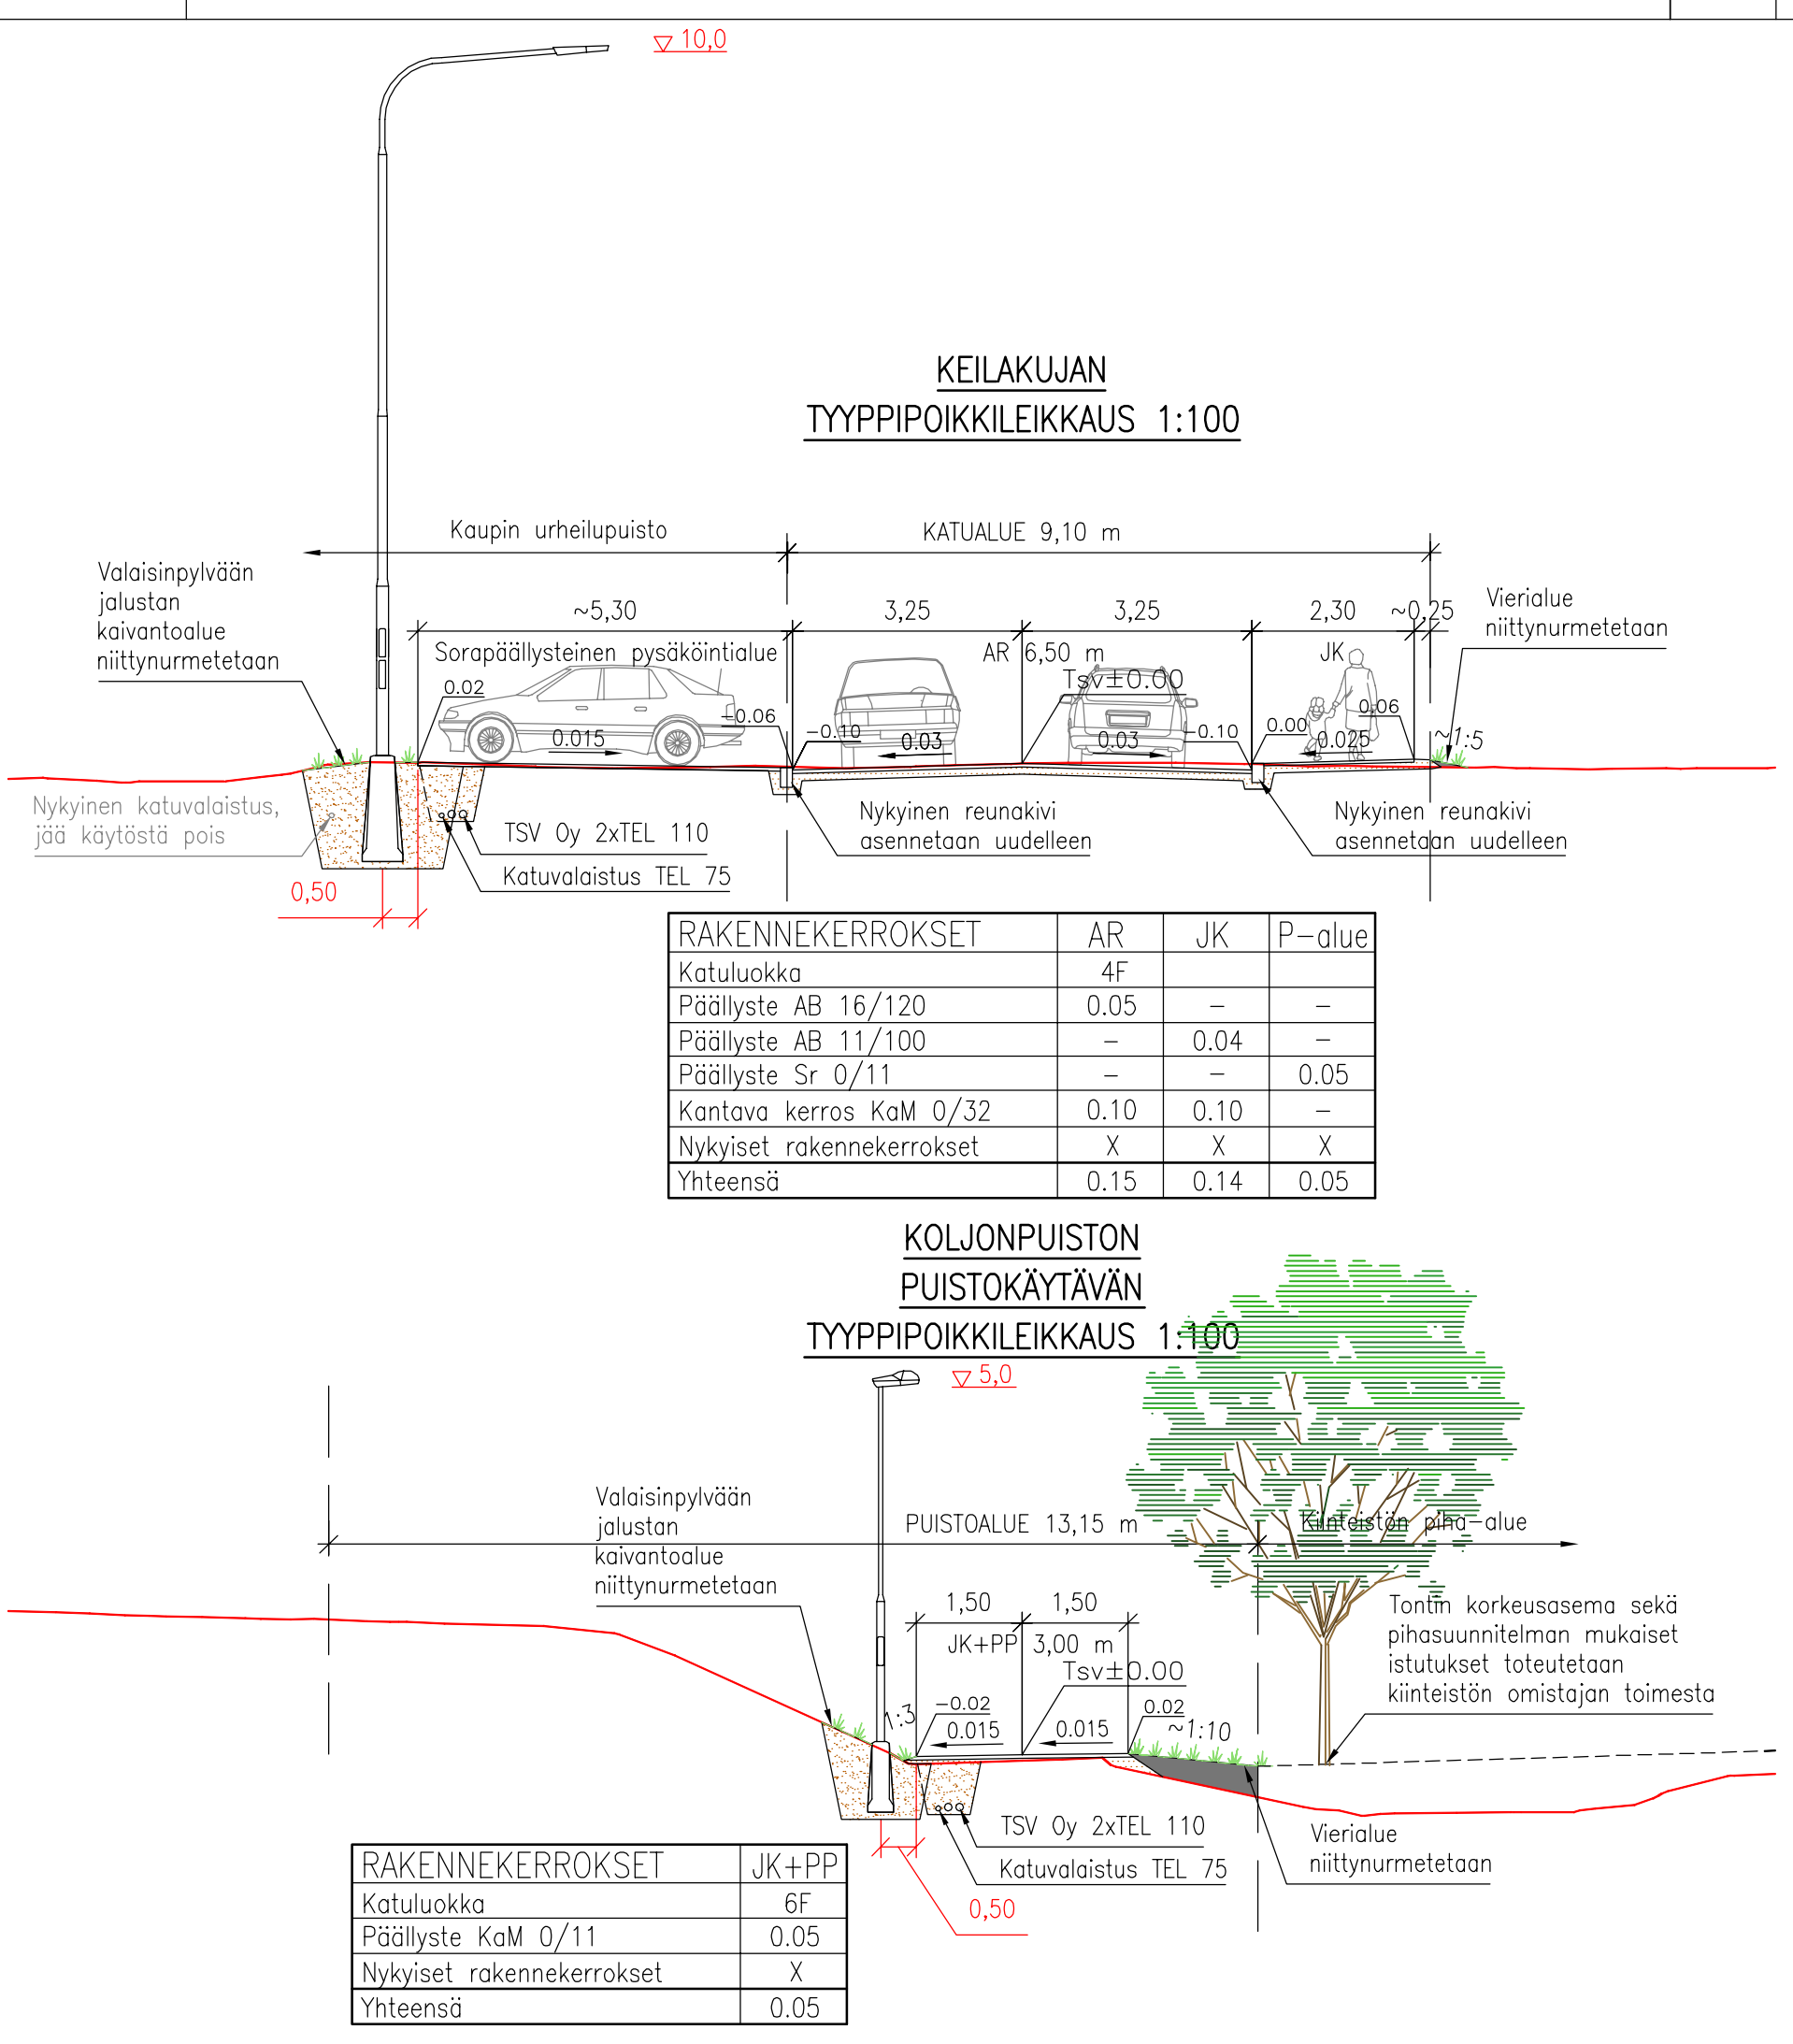 10,0
KEILAKUJAN
TYYPPIPOIKKILEIKKAUS 1:100
Kaupin urheilupuisto
KATUALUE 9,10 m
Valaisinpylvään
jalustan
kaivantoalue
niittynurmetetaan
~5,30
3,25
3,25
2,30
~0,25
Vierialue
niittynurmetetaan
Sorapäällysteinen pysäköintialue
AR 6,50 m
JK
Tsv±0.00
0.02
-0.06
-0.10
-0.10
0.00
0.06
0.015
0.03
0.03
0.025
~1:5
Nykyinen katuvalaistus,
jää käytöstä pois
TSV Oy 2xTEL 110
Katuvalaistus TEL 75
Nykyinen reunakivi
asennetaan uudelleen
Nykyinen reunakivi
asennetaan uudelleen
0,50
RAKENNEKERROKSET AR JK P-alue
Katuluokka 4F
Päällyste AB 16/120 0.05 - -
Päällyste AB 11/100 - 0.04 -
Päällyste Sr 0/11 - - 0.05
Kantava kerros KaM 0/32 0.10 0.10 -
Nykyiset rakennekerrokset X X X
Yhteensä 0.15 0.14 0.05
KOLJONPUISTON
PUISTOKÄYTÄVÄN
TYYPPIPOIKKILEIKKAUS 1:100
5,0
Valaisinpylvään
jalustan
kaivantoalue
niittynurmetetaan
PUISTOALUE 13,15 m
Kiinteistön piha-alue
1,50
1,50
JK+PP 3,00 m
Tsv±0.00
-0.02
0.02
1:3
0.015
0.015
~1:10
Tontin korkeusasema sekä
pihasuunnitelman mukaiset
istutukset toteutetaan
kiinteistön omistajan toimesta
TSV Oy 2xTEL 110
Katuvalaistus TEL 75
Vierialue
niittynurmetetaan
0,50
RAKENNEKERROKSET JK+PP
Katuluokka 6F
Päällyste KaM 0/11 0.05
Nykyiset rakennekerrokset X
Yhteensä 0.05